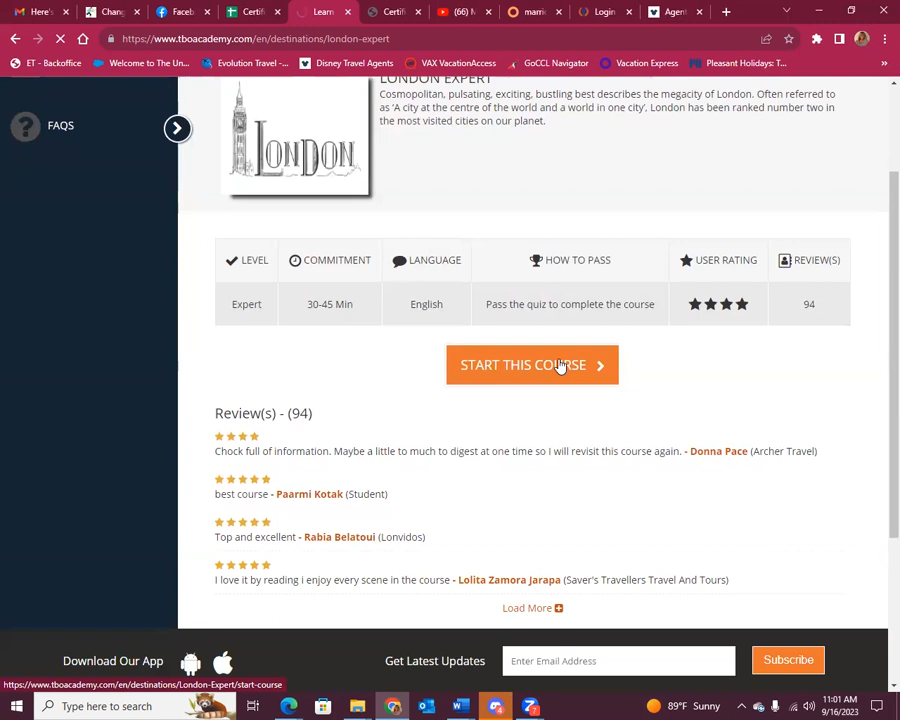 Here's
Chang
Faceb
Certifi
Learn
Certifi
(66) M
marri
Login
Agent
https://www.tboacademy.com/en/destinations/london-expert
ET - Backoffice
Welcome to The Un...
Evolution Travel -...
Disney Travel Agents
VAX VacationAccess
GoCCL Navigator
Vacation Express
Pleasant Holidays: T...
FAQS
LONDON
LONDON EXPERT
Cosmopolitan, pulsating, exciting, bustling best describes the megacity of London. Often referred
to as 'A city at the centre of the world and a world in one city', London has been ranked number two in
the most visited cities on our planet.
LEVEL COMMITMENT LANGUAGE HOW TO PASS USER RATING REVIEW(S)
Expert 30-45 Min English Pass the quiz to complete the course 94
START THIS COURSE
Review(s) - (94)
Chock full of information. Maybe a little to much to digest at one time so I will revisit this course again. - Donna Pace (Archer Travel)
best course - Paarmi Kotak (Student)
Top and excellent - Rabia Belatoui (Lonvidos)
I love it by reading i enjoy every scene in the course - Lolita Zamora Jarapa (Saver's Travellers Travel And Tours)
Load More
Download Our App
Get Latest Updates
Enter Email Address
Subscribe
https://www.tboacademy.com/en/destinations/London-Expert/start-course
Type here to search
89°F Sunny
11:01 AM
9/16/2023